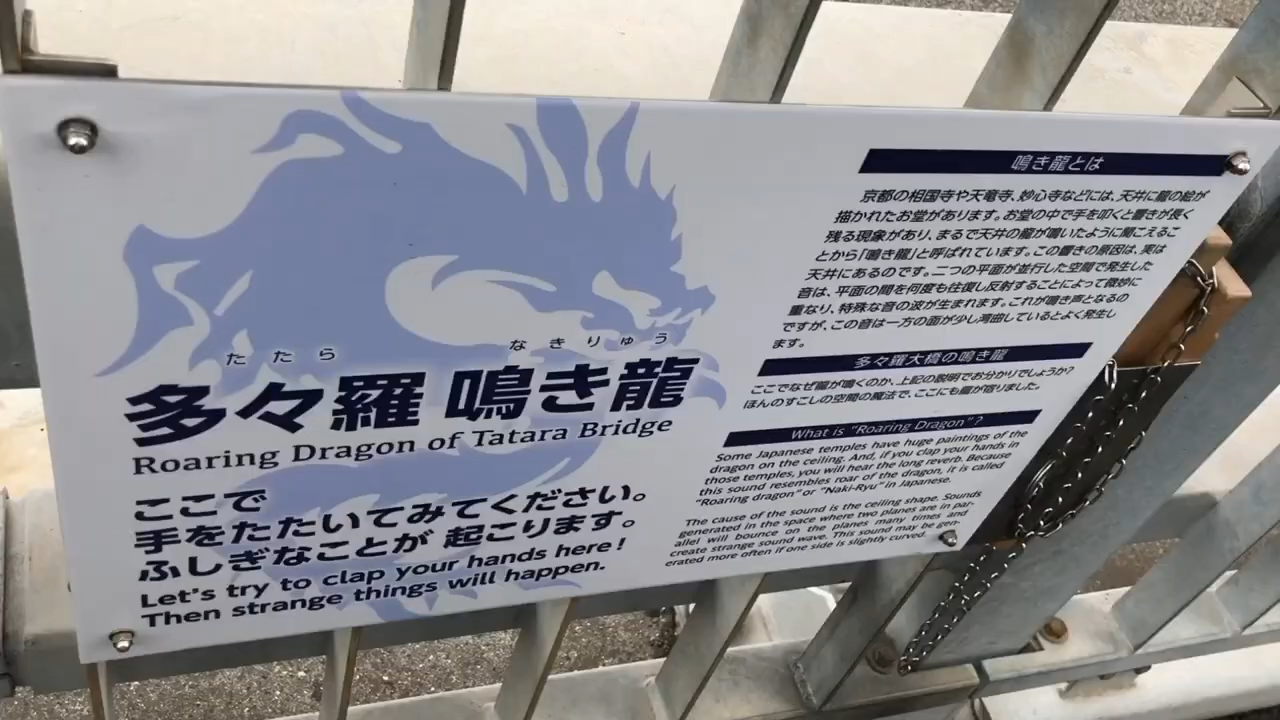 たたら なきりゅう
多々羅 鳴き龍
Roaring Dragon of Tatara Bridge
ここで
手をたたいてみてください。
ふしぎなことが 起こります。
Let's try to clap your hands here!
Then strange things will happen.
鳴き龍とは
京都の相国寺や天竜寺、妙心寺などには、天井に龍の絵が
描かれたお堂があります。お堂の中で手を叩くと響きが長く
残る現象があり、まるで天井の龍が鳴いたように聞こえるこ
とから「鳴き龍」と呼ばれています。この響きの原因は、実は
天井にあるのです。二つの平面が並行した空間で発生した
音は、平面の間を何度も往復し反射することによって微妙に
重なり、特殊な音の波が生まれます。これが鳴き声となるの
ですが、この音は一方の面が少し湾曲しているとよく発生し
ます。
多々羅大橋の鳴き龍
ここでなぜ龍が鳴くのか、上記の説明でお分かりでしょうか?
ほんのすこしの空間の魔法で、ここにも龍が宿りました。
What is "Roaring Dragon"?
Some Japanese temples have huge paintings of the
dragon on the ceiling. And, if you clap your hands in
those temples, you will hear the long reverb. Because
this sound resembles roar of the dragon, it is called
"Roaring dragon" or "Naki-Ryu" in Japanese.
The cause of the sound is the ceiling shape. Sounds
generated in the space where two planes are in par-
allel will bounce on the planes many times and
create strange sound wave. This sound may be gen-
erated more often if one side is slightly curved.